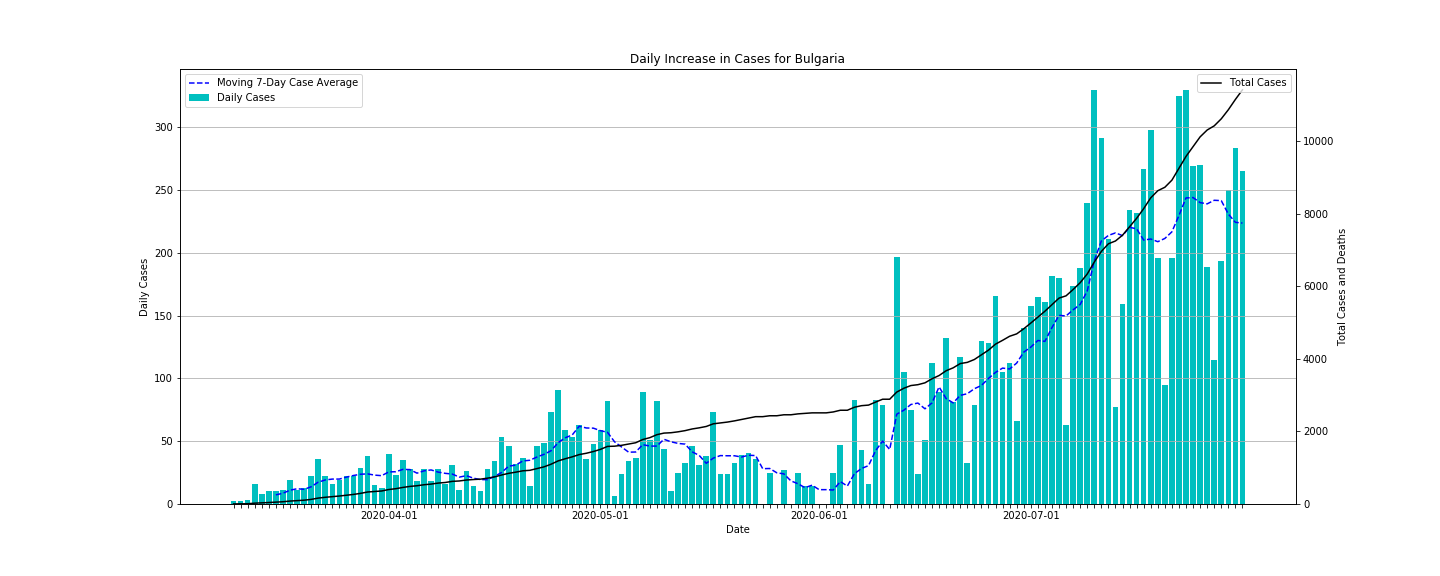 Daily Increase in Cases for Bulgaria
Moving 7-Day Case Average
Daily Cases
Total Cases
300
250
200
150
100
50
0
Daily Cases
10000
8000
6000
4000
2000
0
Total Cases and Deaths
2020-04-01
2020-05-01
2020-06-01
2020-07-01
Date